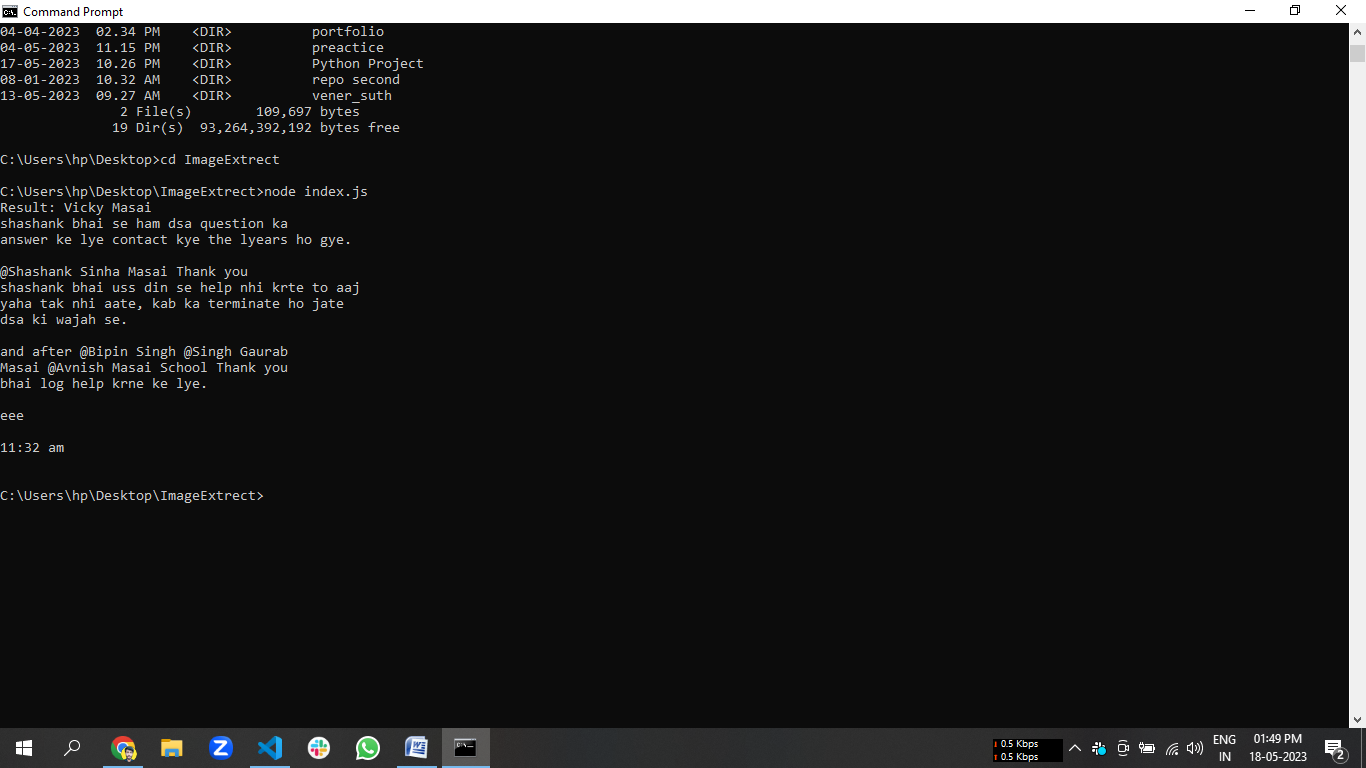 Command Prompt
04-04-2023  02.34 PM    <DIR>          portfolio
04-05-2023  11.15 PM    <DIR>          preactice
17-05-2023  10.26 PM    <DIR>          Python Project
08-01-2023  10.32 AM    <DIR>          repo second
13-05-2023  09.27 AM    <DIR>          vener_suth
2 File(s)        109,697 bytes
19 Dir(s)  93,264,392,192 bytes free
C:\Users\hp\Desktop>cd ImageExtrect
C:\Users\hp\Desktop\ImageExtrect>node index.js
Result: Vicky Masai
shashank bhai se ham dsa question ka
answer ke lye contact kye the lyears ho gye.
@Shashank Sinha Masai Thank you
shashank bhai uss din se help nhi krte to aaj
yaha tak nhi aate, kab ka terminate ho jate
dsa ki wajah se.
and after @Bipin Singh @Singh Gaurab
Masai @Avnish Masai School Thank you
bhai log help krne ke lye.
eee
11:32 am
C:\Users\hp\Desktop\ImageExtrect>
0.5 Kbps
0.5 Kbps
ENG
IN
01:49 PM
18-05-2023
2